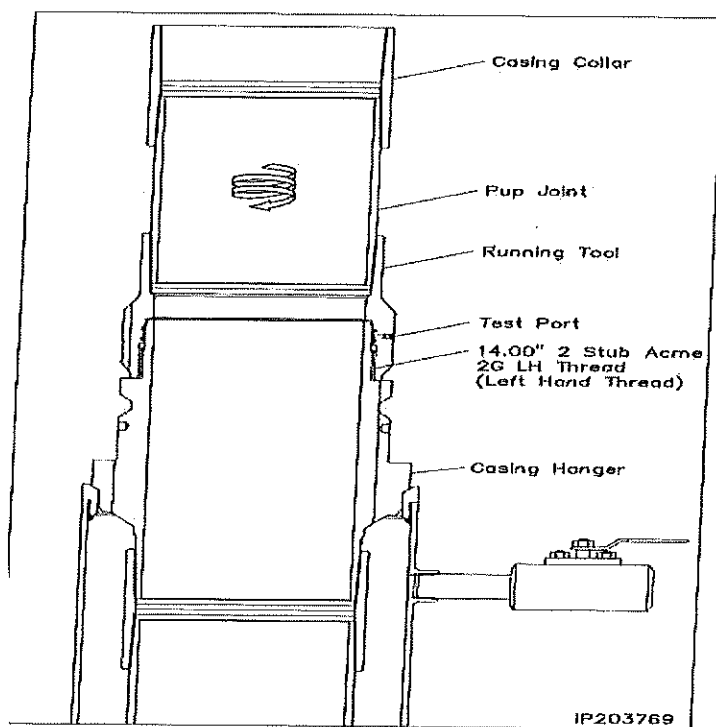 Casing Collar
Pup Joint
Running Tool
Test Port
14.00" 2 Stub Acme
2G LH Thread
(Left Hand Thread)
Casing Hanger
IP203769